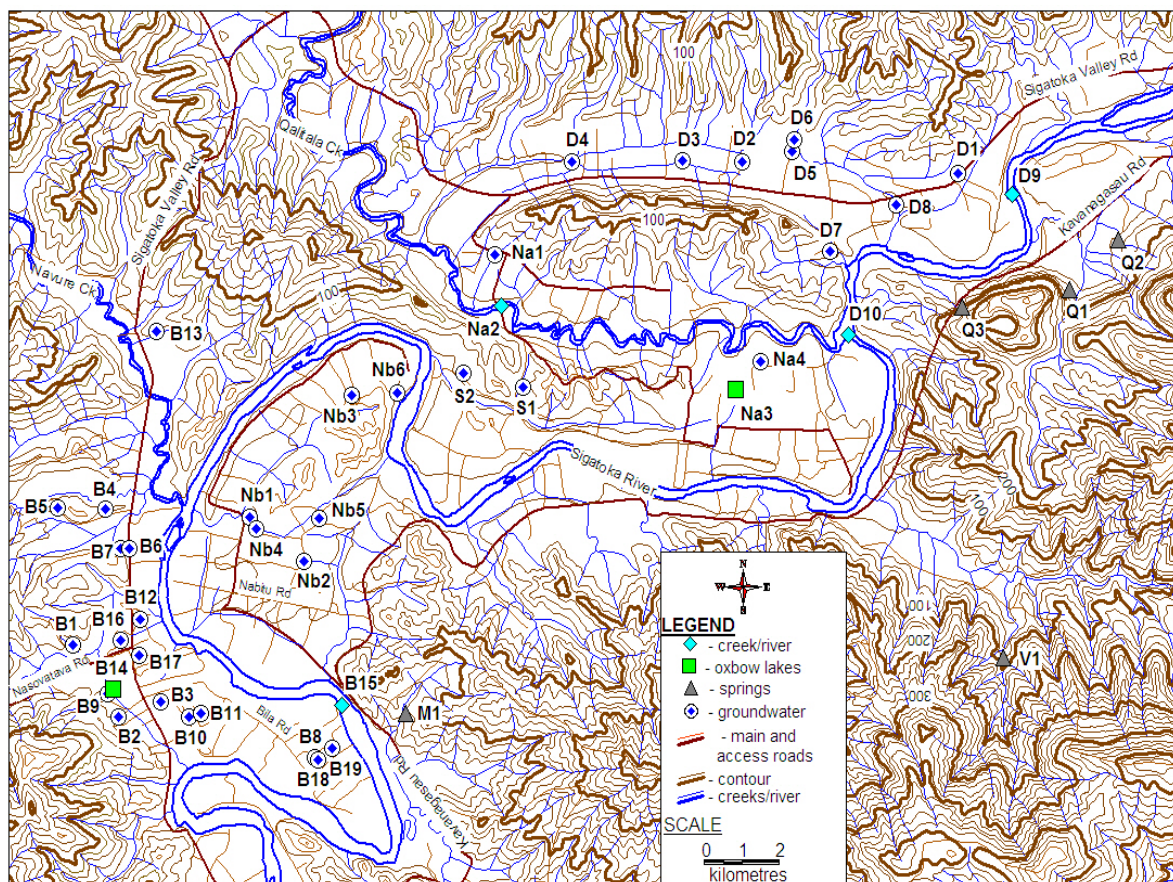 100
Sigatoka Valley Rd
Qalitala Ck
D6
D4
D3
D2
D5
D1
D9
Kavanagasau Rd
Sigatoka Valley Rd
D8
100
D7
Q2
Na1
Navure Ck
100
Q1
Na2
D10
Q3
B13
Na4
Nb6
S2
S1
Nb3
Na3
Sigatoka River
200
100
B5
B4
Nb1
Nb5
Nb4
B7
B6
Nb2
Nabitu Rd
B12
100
B16
200
B1
B17
Nasovatava Rd
B14
V1
B15
300
B9
B3
B11
M1
B2
B10
Bila Rd
B8
B19
B18
Kavanagasau Rd
N
W
E
S
LEGEND
- creek/river
- oxbow lakes
- springs
- groundwater
- main and
access roads
- contour
- creeks/river
SCALE
0 1 2
kilometres